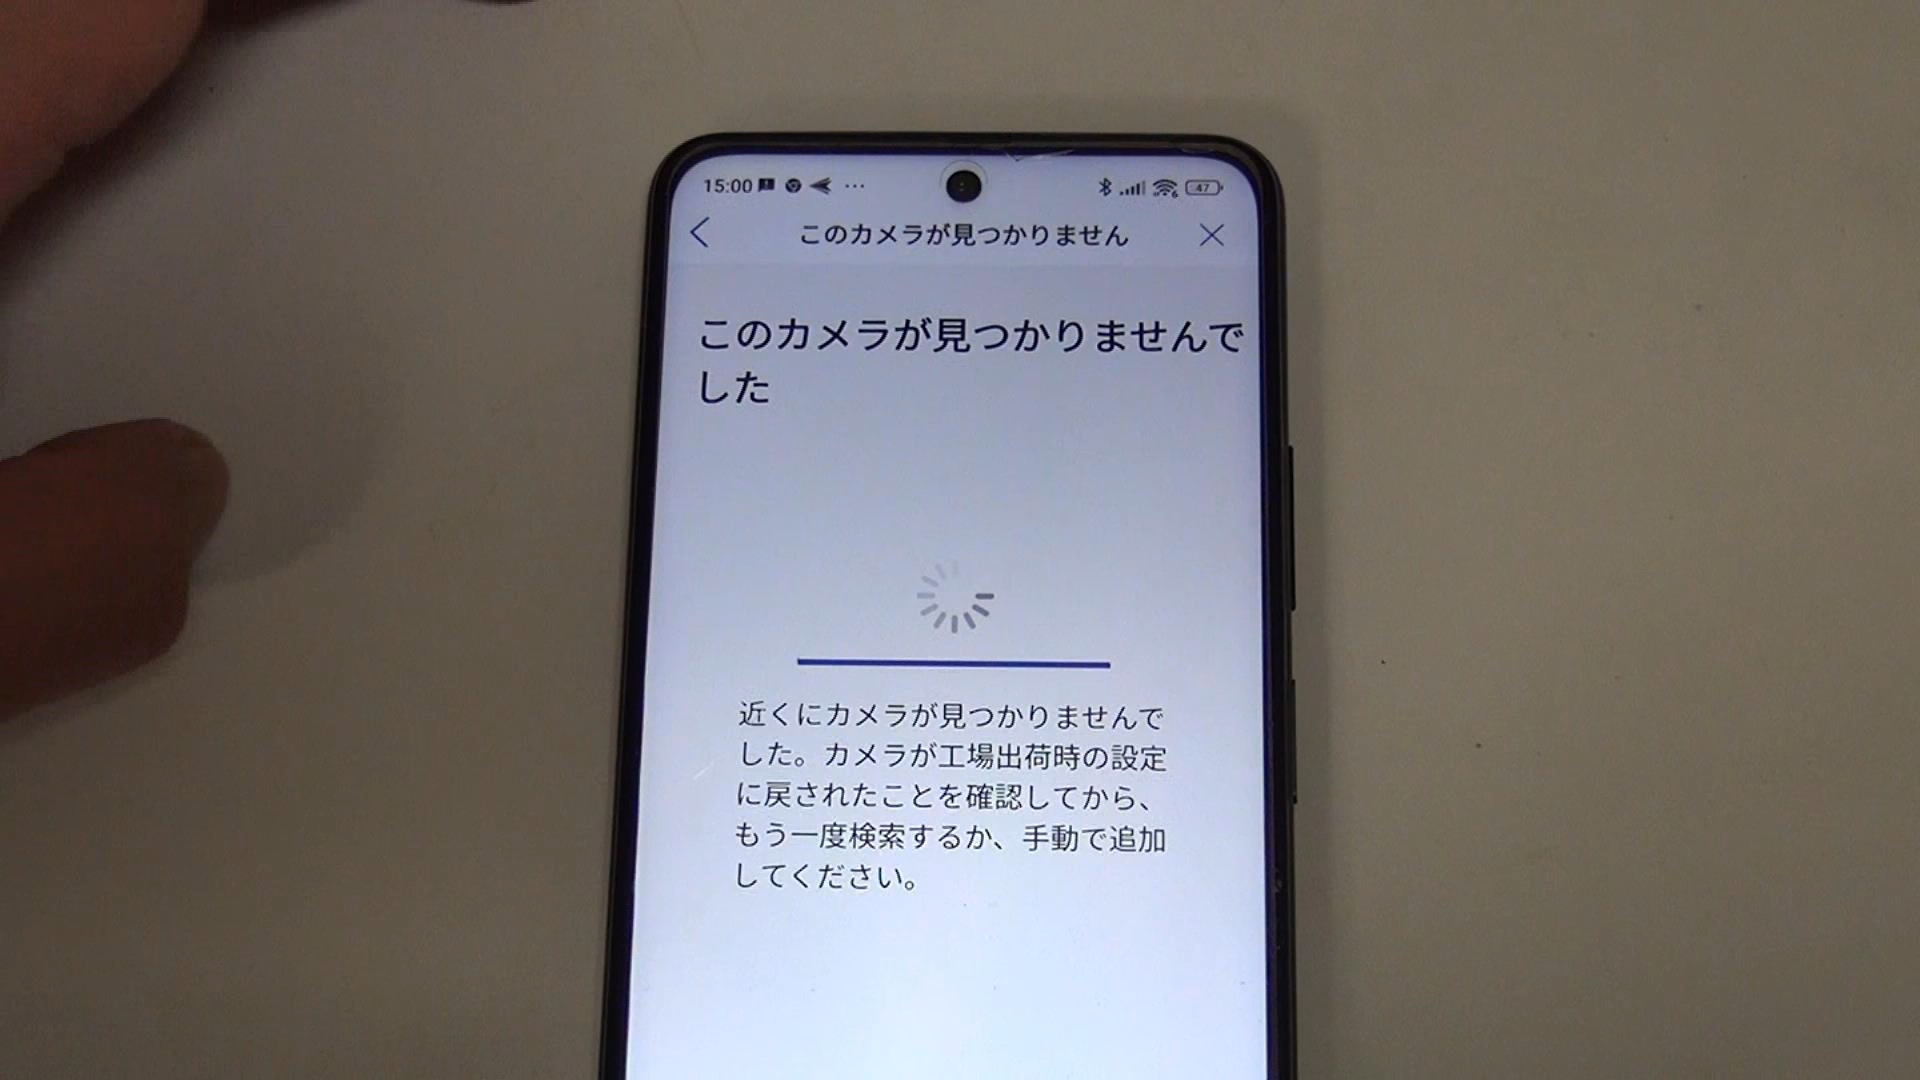 15:00
47
このカメラが見つかりません
このカメラが見つかりませんで
した
近くにカメラが見つかりませんで
した。カメラが工場出荷時の設定
に戻されたことを確認してから、
もう一度検索するか、手動で追加
してください。